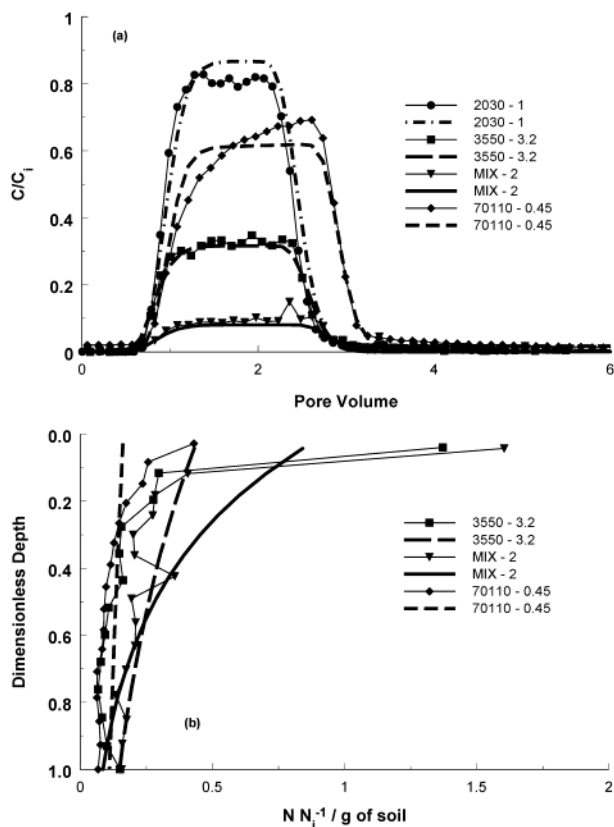 1
(a)
0.8
0.6
0.4
0.2
0
C/Ci
2030 - 1
2030 - 1
3550 - 3.2
3550 - 3.2
MIX - 2
MIX - 2
70110 - 0.45
70110 - 0.45
0 2 4 6
Pore Volume
0.0
0.2
0.4
0.6
0.8
1.0
Dimensionless Depth
3550 - 3.2
3550 - 3.2
MIX - 2
MIX - 2
70110 - 0.45
70110 - 0.45
(b)
0 0.5 1 1.5 2
N Ni⁻¹ / g of soil